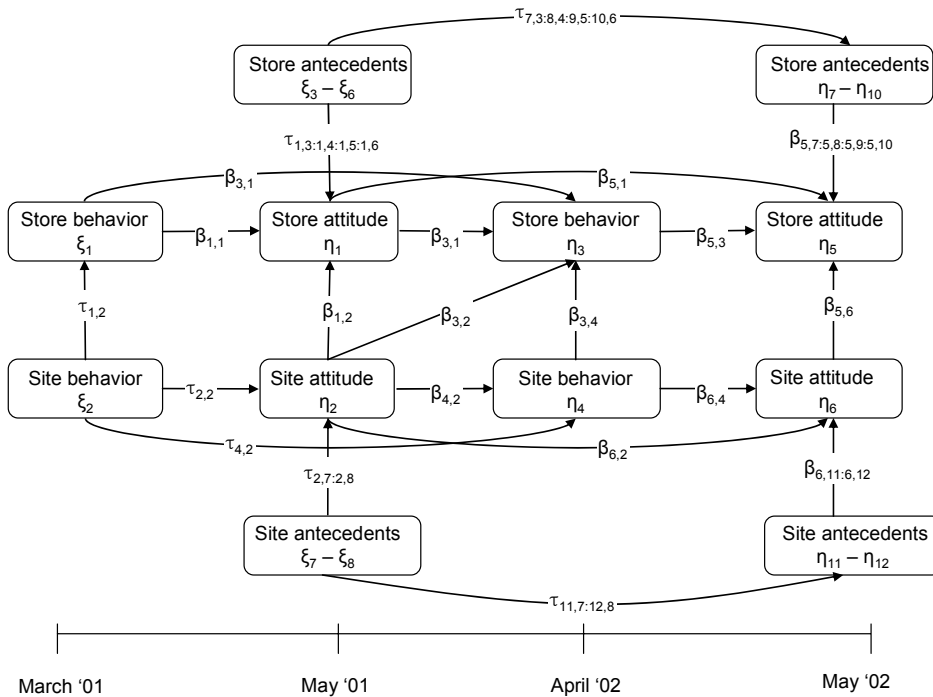 τ7,3:8,4:9,5:10,6
Store antecedents
ξ3 – ξ6
Store antecedents
η7 – η10
τ1,3:1,4:1,5:1,6
β5,7:5,8:5,9:5,10
β3,1
β5,1
Store behavior
ξ1
β1,1
Store attitude
η1
β3,1
Store behavior
η3
β5,3
Store attitude
η5
τ1,2
β1,2
β3,2
β3,4
β5,6
Site behavior
ξ2
τ2,2
Site attitude
η2
β4,2
Site behavior
η4
β6,4
Site attitude
η6
τ4,2
β6,2
τ2,7:2,8
β6,11:6,12
Site antecedents
ξ7 – ξ8
Site antecedents
η11 – η12
τ11,7:12,8
March ‘01
May ‘01
April ‘02
May ‘02